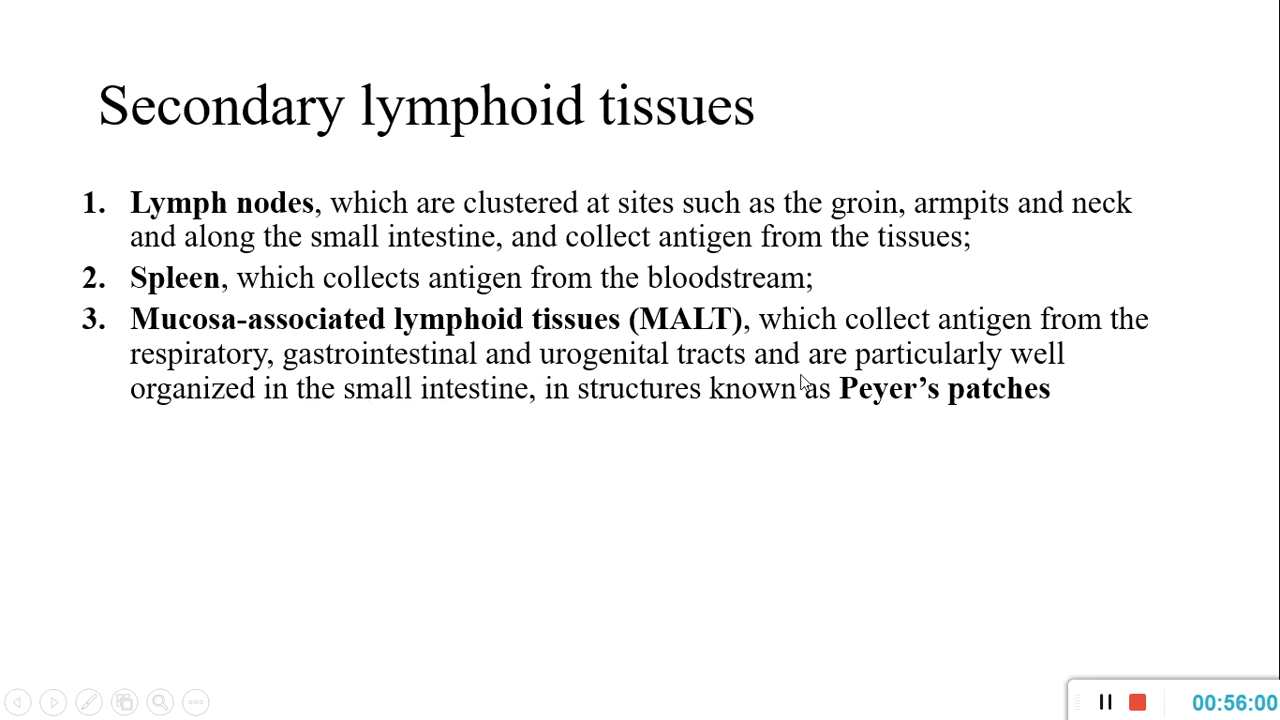 Secondary lymphoid tissues
1. Lymph nodes, which are clustered at sites such as the groin, armpits and neck
and along the small intestine, and collect antigen from the tissues;
2. Spleen, which collects antigen from the bloodstream;
3. Mucosa-associated lymphoid tissues (MALT), which collect antigen from the
respiratory, gastrointestinal and urogenital tracts and are particularly well
organized in the small intestine, in structures known as Peyer’s patches
00:56:00